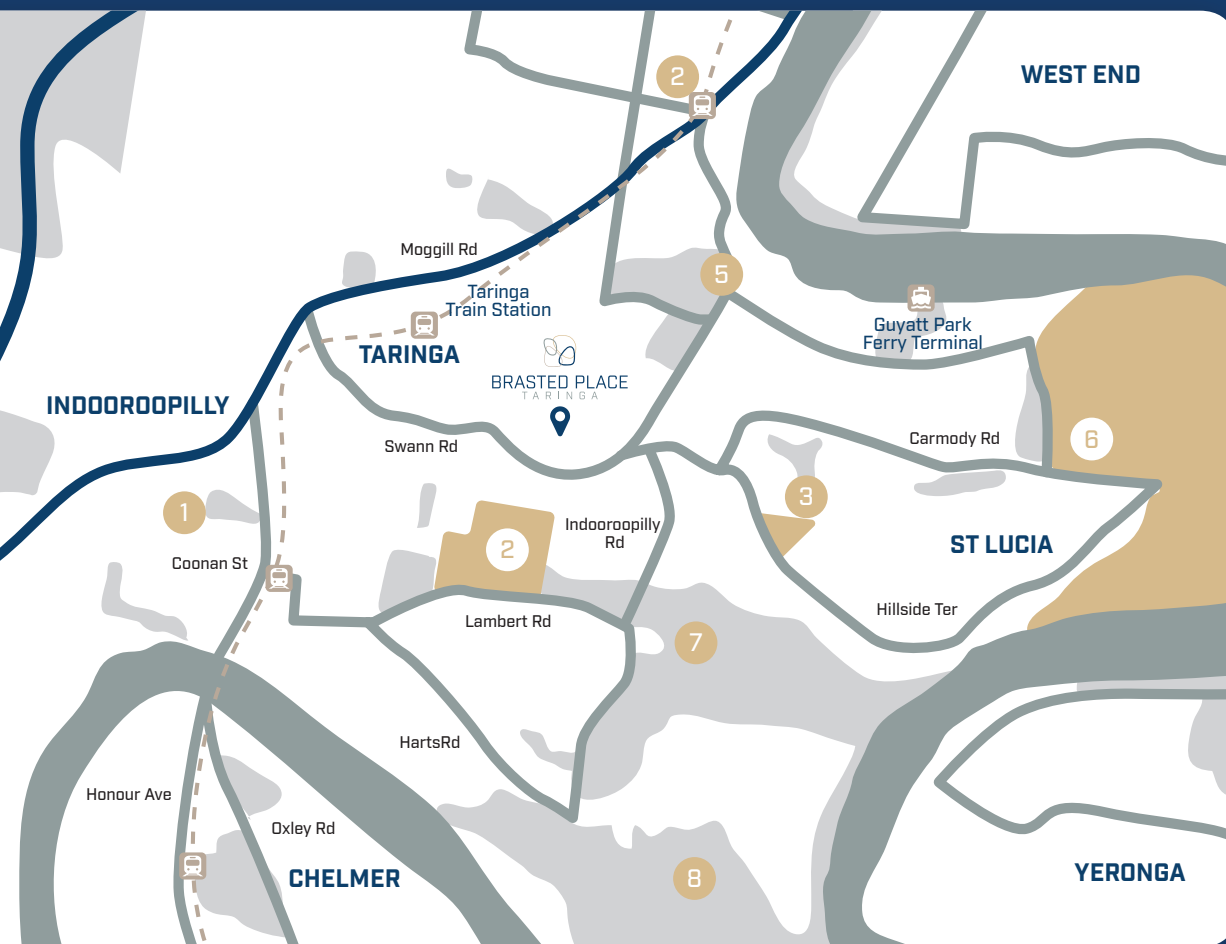 2
WEST END
Moggill Rd
5
Taringa
Train Station
Guyatt Park
Ferry Terminal
TARINGA
BRASTED PLACE
TARINGA
INDOOROOPILLY
Swann Rd
Carmody Rd
6
3
1
Indooroopilly
Rd
2
ST LUCIA
Coonan St
Hillside Ter
Lambert Rd
7
HartsRd
Honour Ave
Oxley Rd
CHELMER
8
YERONGA